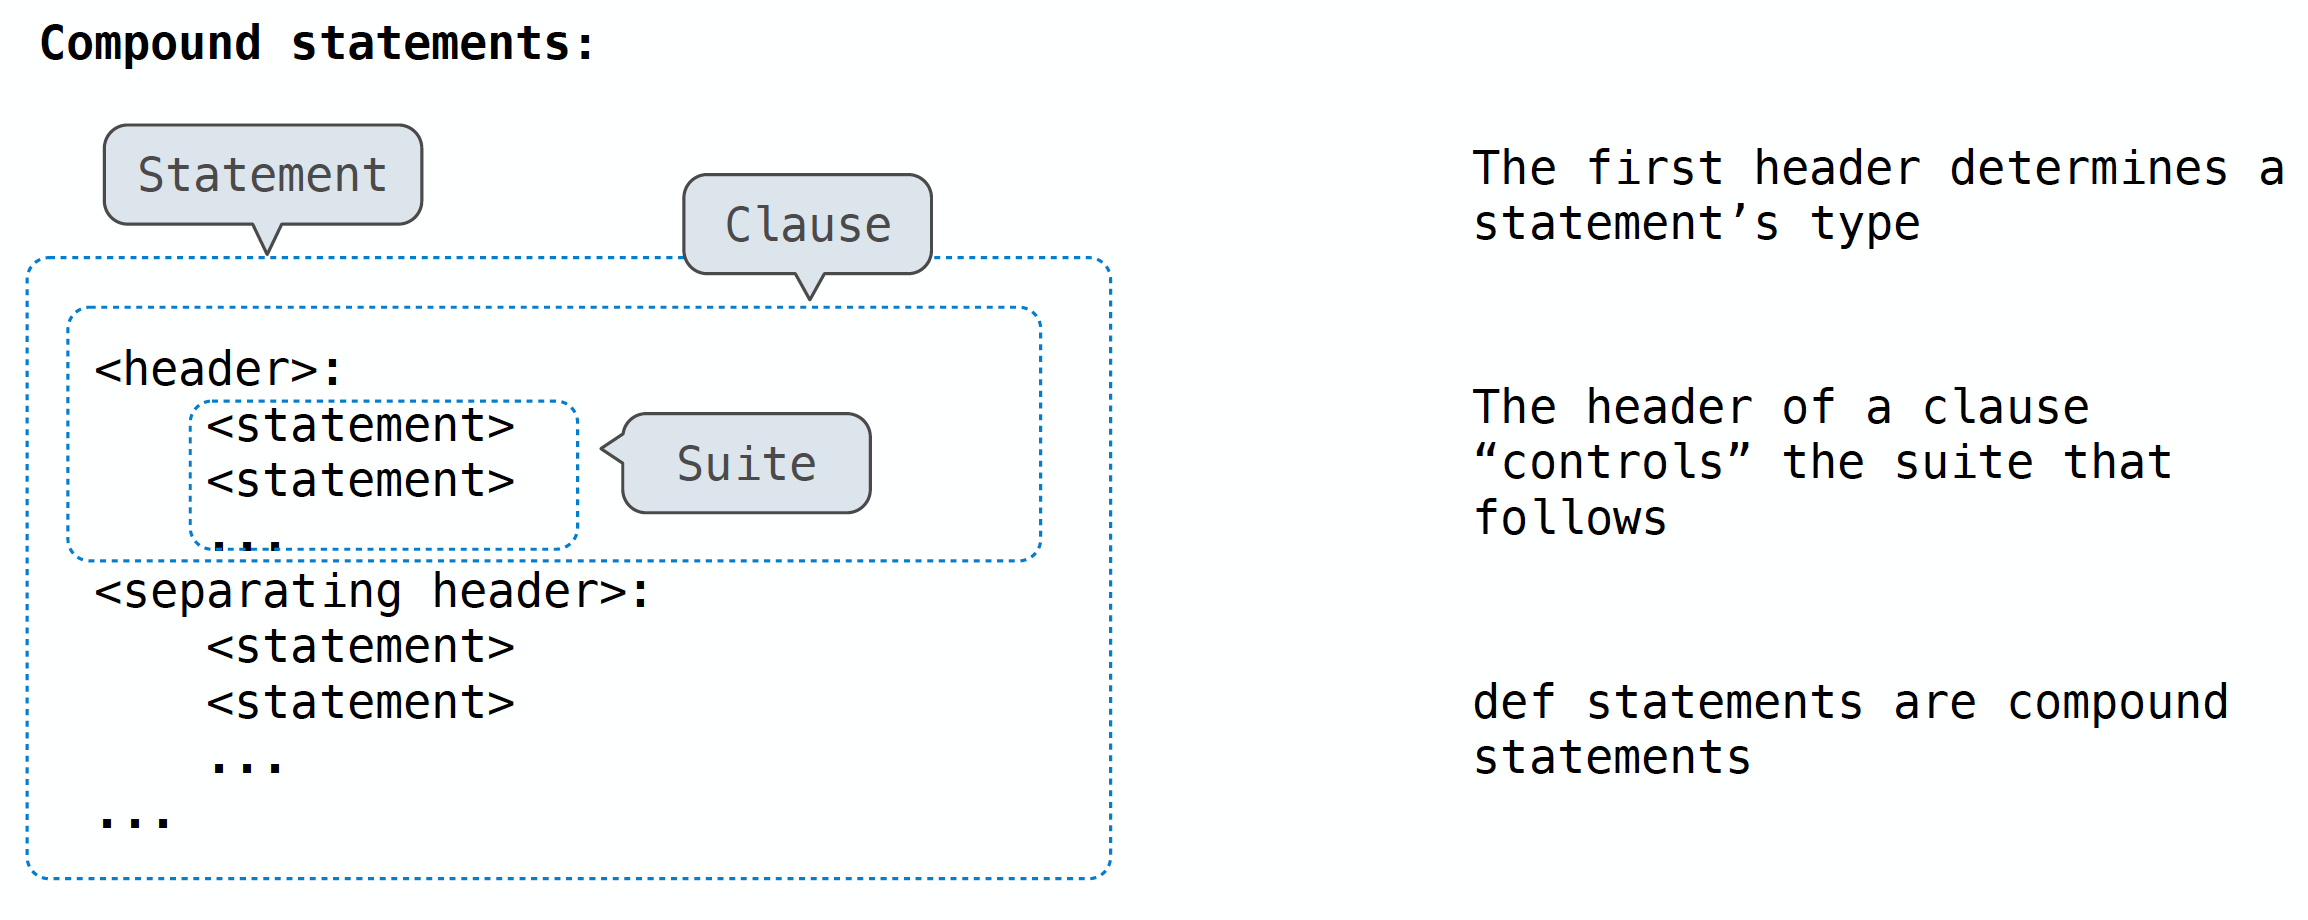 Compound statements:
Statement
Clause
<header>:
<statement>
<statement>
...
Suite
<separating header>:
<statement>
<statement>
...
...
The first header determines a
statement’s type
The header of a clause
“controls” the suite that
follows
def statements are compound
statements